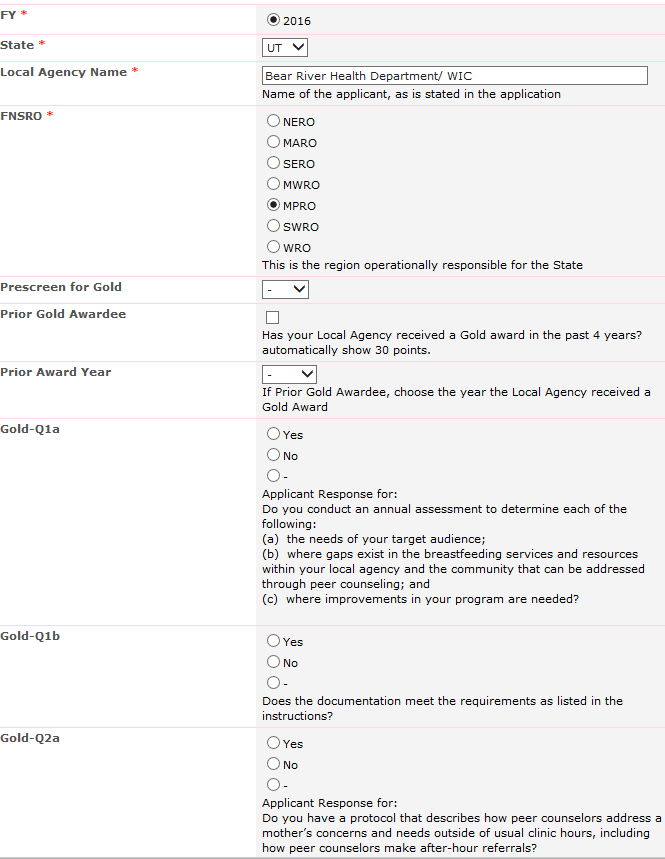 FY *
2016
State *
UT
Local Agency Name *
Bear River Health Department/ WIC
Name of the applicant, as is stated in the application
FNSRO *
NERO
MARO
SERO
MWRO
MPRO
SWRO
WRO
This is the region operationally responsible for the State
Prescreen for Gold
-
Prior Gold Awardee
Has your Local Agency received a Gold award in the past 4 years?
automatically show 30 points.
Prior Award Year
-
If Prior Gold Awardee, choose the year the Local Agency received a
Gold Award
Gold-Q1a
Yes
No
-
Applicant Response for:
Do you conduct an annual assessment to determine each of the
following:
(a) the needs of your target audience;
(b) where gaps exist in the breastfeeding services and resources
within your local agency and the community that can be addressed
through peer counseling; and
(c) where improvements in your program are needed?
Gold-Q1b
Yes
No
-
Does the documentation meet the requirements as listed in the
instructions?
Gold-Q2a
Yes
No
-
Applicant Response for:
Do you have a protocol that describes how peer counselors address a
mother's concerns and needs outside of usual clinic hours, including
how peer counselors make after-hour referrals?